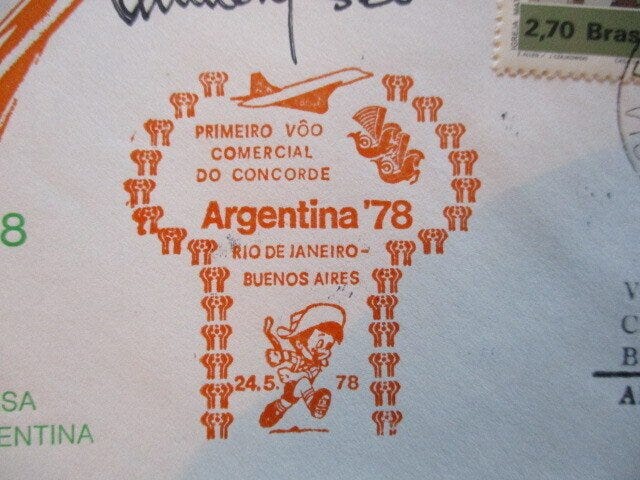 2,70 Bras
PRIMEIRO VÔO
COMERCIAL
DO CONCORDE
Argentina '78
RIO DE JANEIRO-
BUENOS AIRES
24.5. 78
8
SA
ENTINA
V
C
B
A